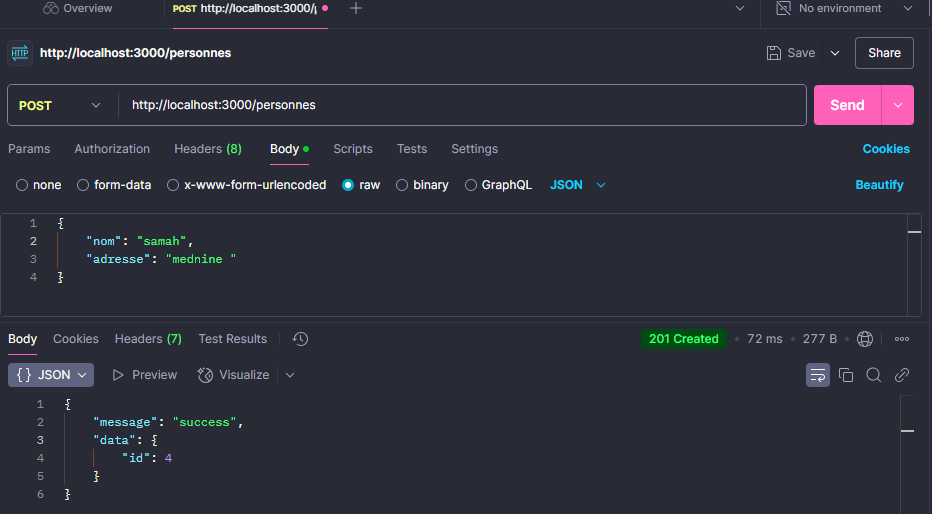 Overview POST http://localhost:3000/p No environment
HTTP http://localhost:3000/personnes Save Share
POST http://localhost:3000/personnes Send
Params Authorization Headers (8) Body Scripts Tests Settings Cookies
none form-data x-www-form-urlencoded raw binary GraphQL JSON Beautify
1 {
2 "nom": "samah",
3 "adresse": "mednine "
4 }
Body Cookies Headers (7) Test Results 201 Created • 72 ms • 277 B •
{} JSON Preview Visualize
1 {
2 "message": "success",
3 "data": {
4 "id": 4
5 }
6 }